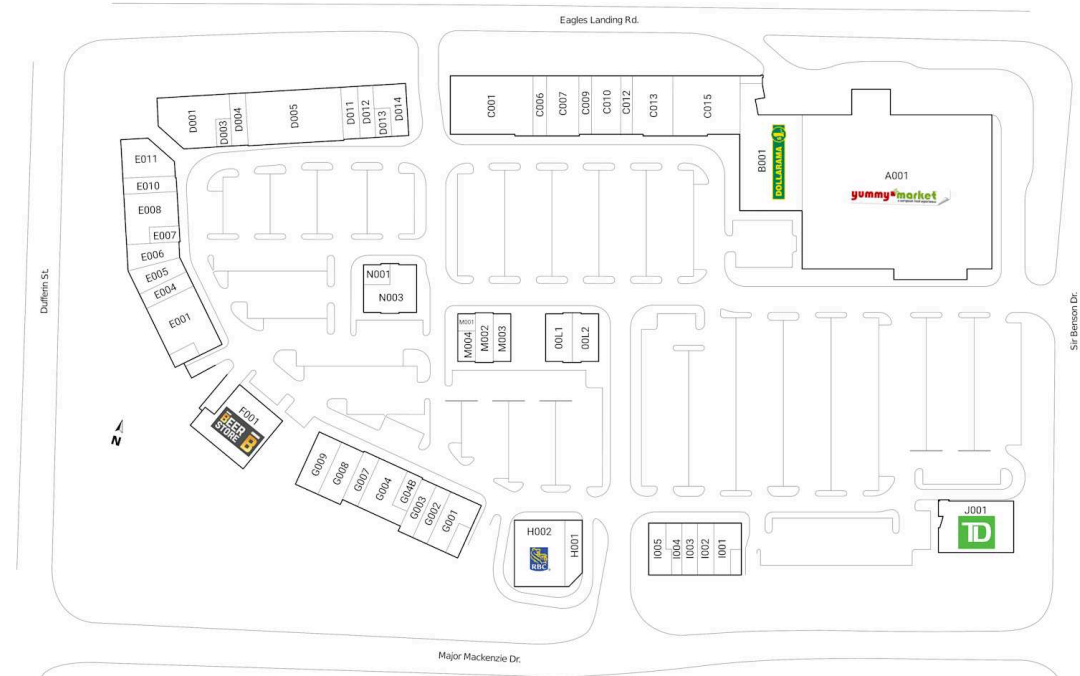 Eagles Landing Rd.
D001
D003
D004
D005
D011
D012
D013
D014
C001
C006
C007
C009
C010
C012
C013
C015
B001
DOLLARAMA
A001
yummy market
E011
E010
E008
E007
E006
E005
E004
E001
N001
N003
M001
M004
M002
M003
00L1
00L2
Dufferin St.
Sir Benson Dr.
N
F001
BEER
STORE
B
G009
G008
G007
G004
G04B
G003
G002
G001
H002
RBC
H001
I005
I004
I003
I002
I001
J001
TD
Major Mackenzie Dr.